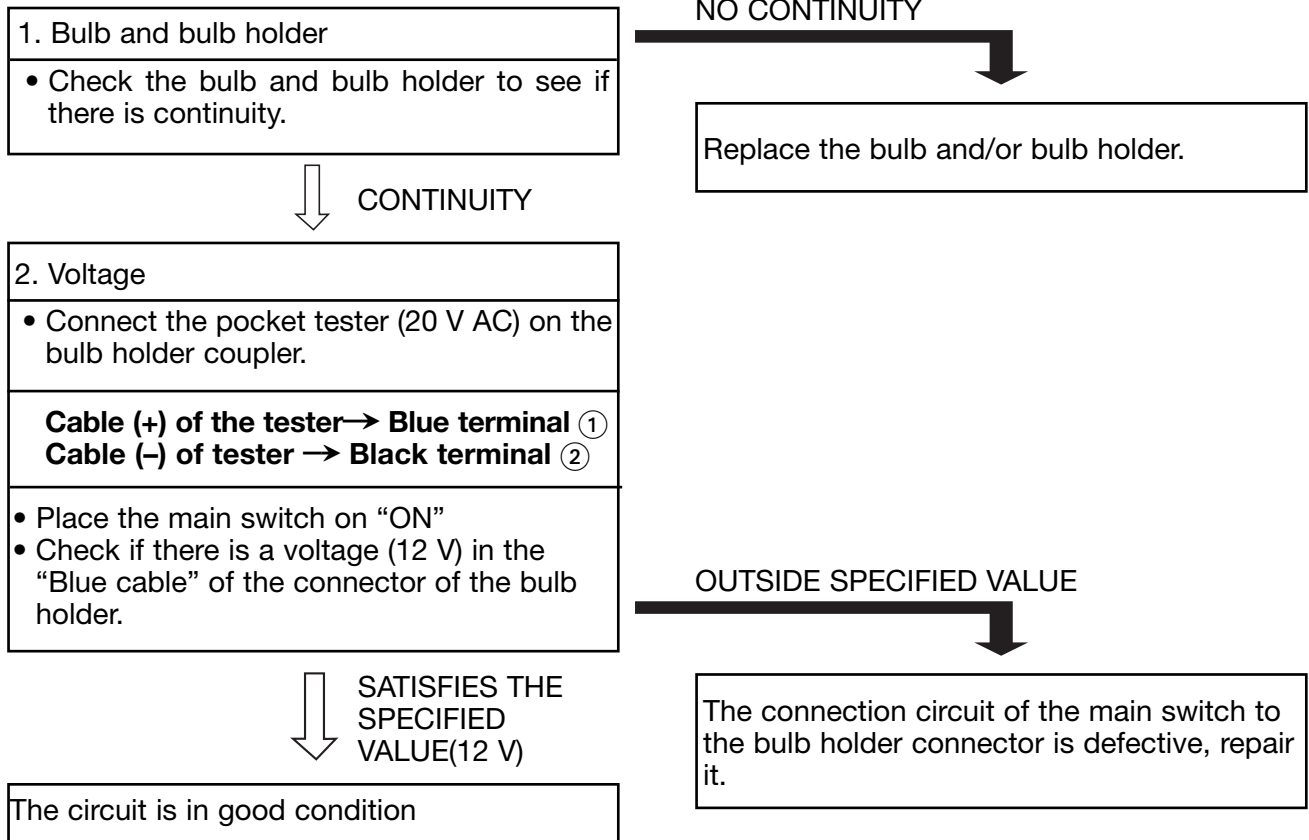 NO CONTINUITY
1. Bulb and bulb holder
• Check the bulb and bulb holder to see if
there is continuity.
Replace the bulb and/or bulb holder.
CONTINUITY
2. Voltage
• Connect the pocket tester (20 V AC) on the
bulb holder coupler.
Cable (+) of the tester→ Blue terminal ①
Cable (–) of tester → Black terminal ②
• Place the main switch on “ON”
• Check if there is a voltage (12 V) in the
“Blue cable” of the connector of the bulb
holder.
OUTSIDE SPECIFIED VALUE
The connection circuit of the main switch to
the bulb holder connector is defective, repair
it.
SATISFIES THE
SPECIFIED
VALUE(12 V)
The circuit is in good condition